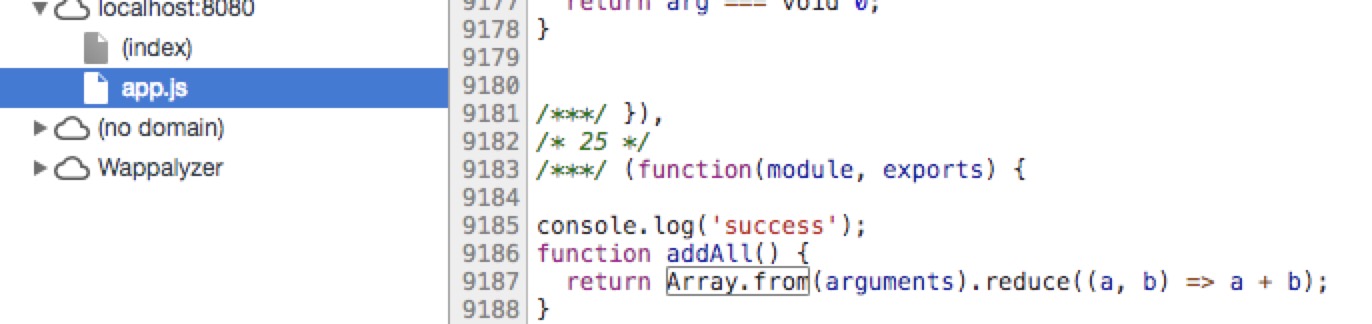 localhost:8080
(index)
app.js
(no domain)
Wappalyzer
9177   return arg === void 0;
9178 }
9179
9180
9181 /***/ }),
9182 /* 25 */
9183 /***/ (function(module, exports) {
9184
9185 console.log('success');
9186 function addAll() {
9187   return Array.from(arguments).reduce((a, b) => a + b);
9188 }